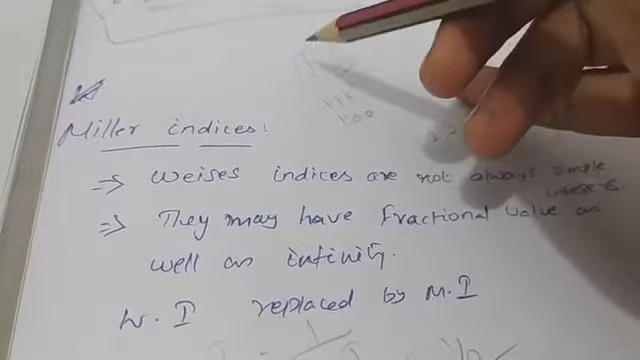 Miller indices:
⇒ Weises indices are not always simple
integers.
⇒ They may have fractional value as
well as infinity.
W. I replaced by M. I